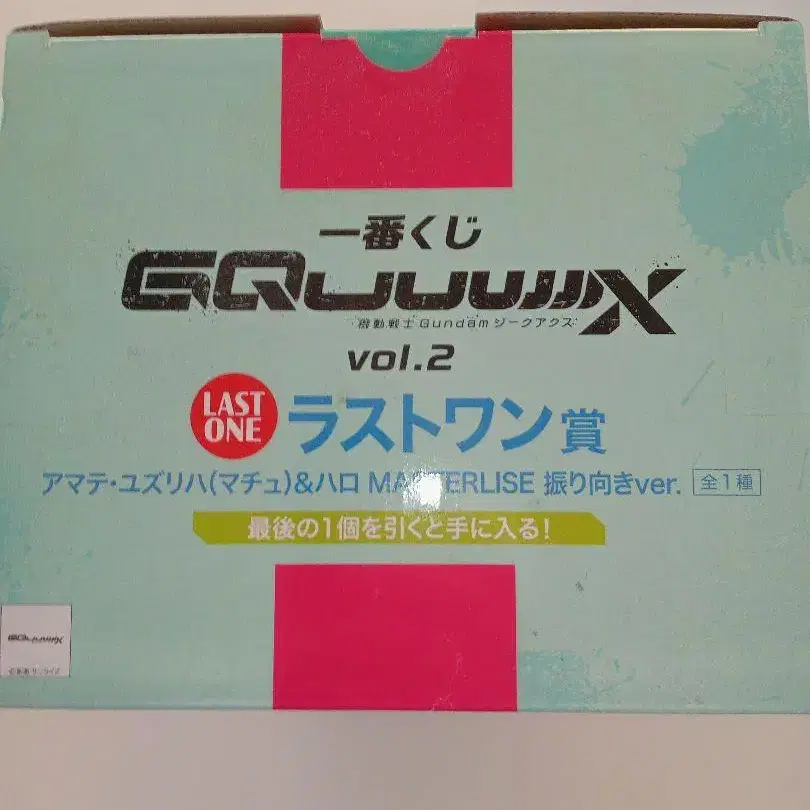 一番くじ
GQuuuuuuX
機動戦士Gundamジークアクス
vol.2
LAST ONE
ラストワン賞
アマテ・ユズリハ(マチュ)&ハロ MASTERLISE 振り向きver. 全1種
最後の1個を引くと手に入る!
GQuuuuuuX